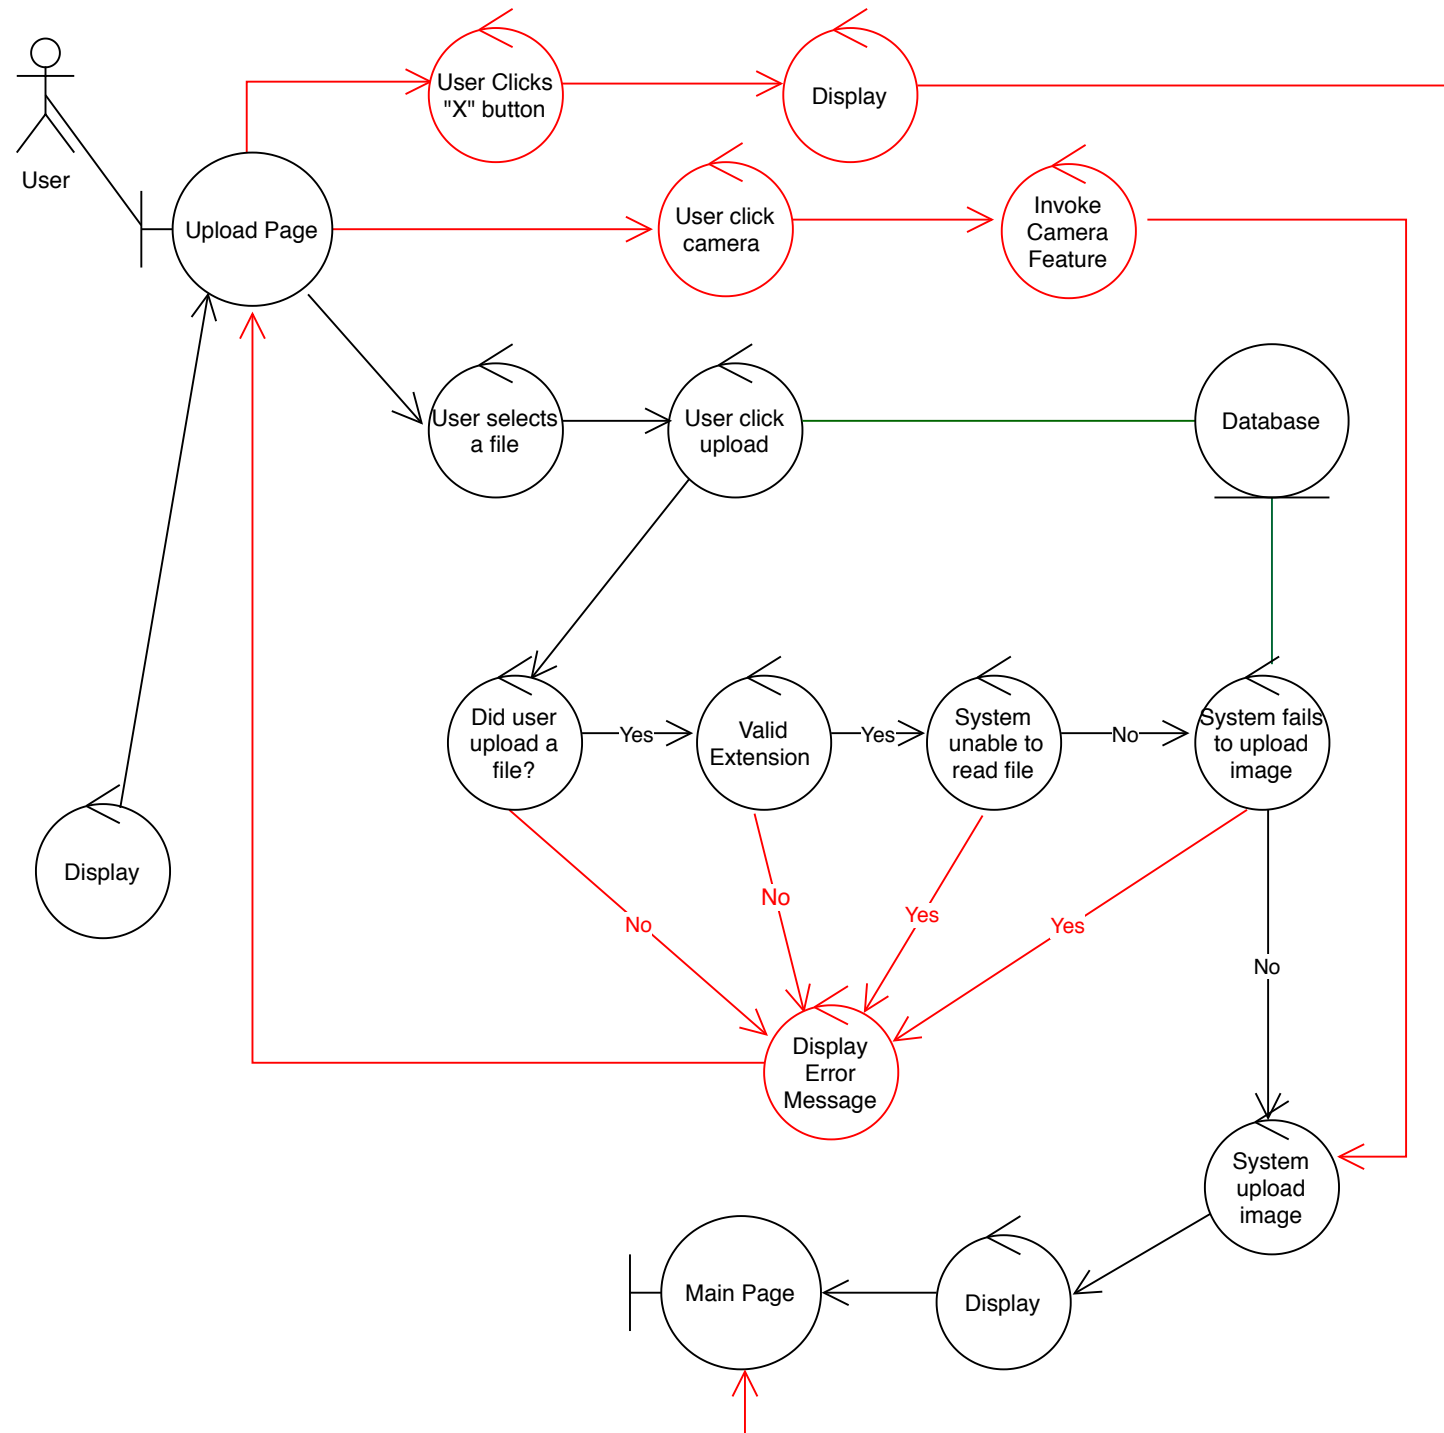 User Clicks
"X" button
Display
User
Upload Page
User click
camera
Invoke
Camera
Feature
User selects
a file
User click
upload
Database
Did user
upload a
file?
Yes
Valid
Extension
Yes
System
unable to
read file
No
System fails
to upload
image
Display
No
No
Yes
Yes
No
Display
Error
Message
System
upload
image
Main Page
Display